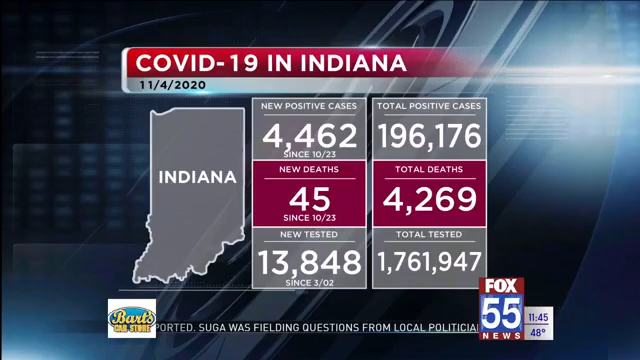 COVID-19 IN INDIANA
11/4/2020
INDIANA
NEW POSITIVE CASES
4,462
SINCE 10/23
TOTAL POSITIVE CASES
196,176
NEW DEATHS
45
SINCE 10/23
TOTAL DEATHS
4,269
NEW TESTED
13,848
SINCE 3/02
TOTAL TESTED
1,761,947
Bart's
CAR STORE
PORTED. SUGA WAS FIELDING QUESTIONS FROM LOCAL POLITICIA
FOX
55
NEWS
11:45
48°